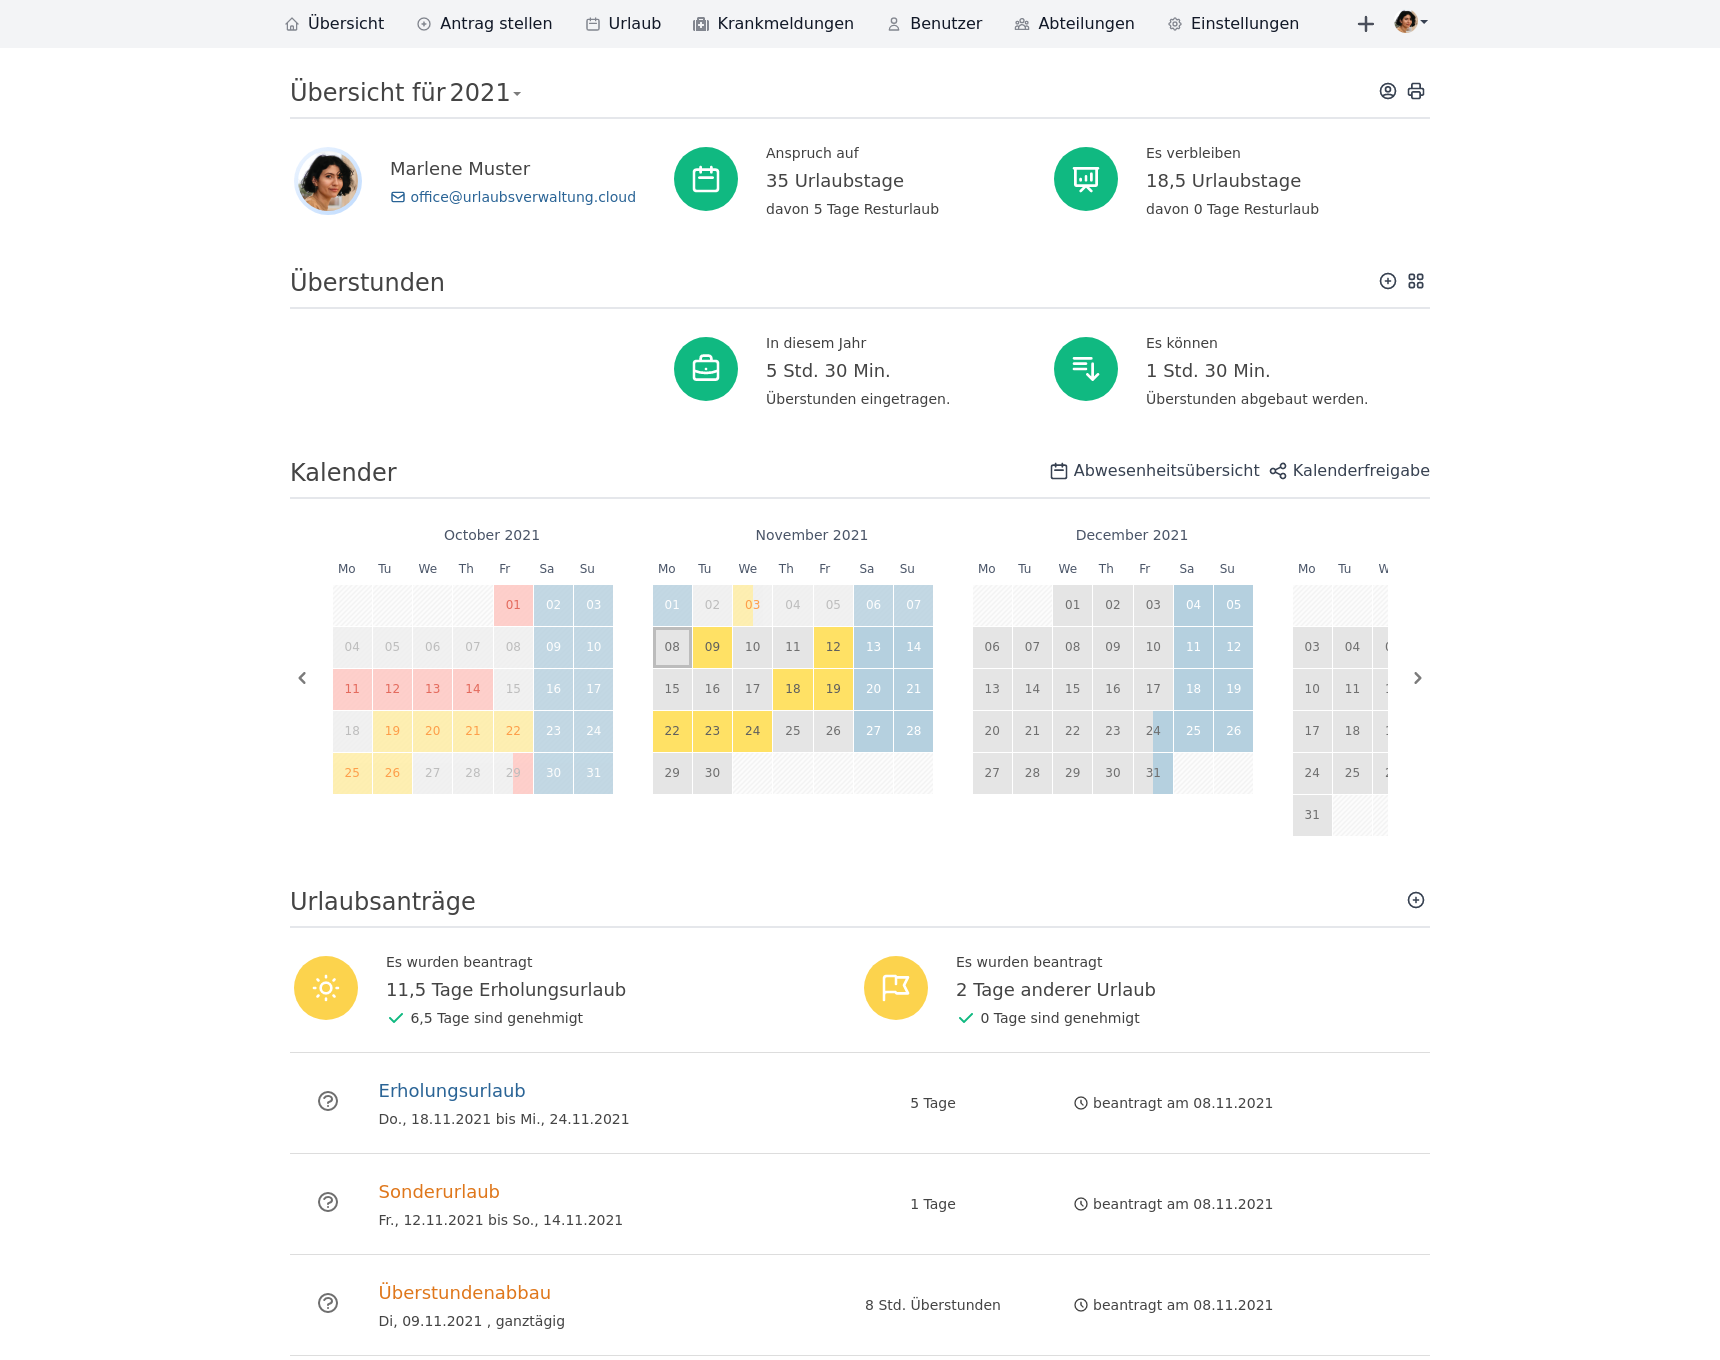 Übersicht Antrag stellen Urlaub Krankmeldungen Benutzer Abteilungen Einstellungen
Übersicht für 2021
Marlene Muster
office@urlaubsverwaltung.cloud
Anspruch auf
35 Urlaubstage
davon 5 Tage Resturlaub
Es verbleiben
18,5 Urlaubstage
davon 0 Tage Resturlaub
Überstunden
In diesem Jahr
5 Std. 30 Min.
Überstunden eingetragen.
Es können
1 Std. 30 Min.
Überstunden abgebaut werden.
Kalender
Abwesenheitsübersicht Kalenderfreigabe
October 2021
Mo Tu We Th Fr Sa Su
01 02 03
04 05 06 07 08 09 10
11 12 13 14 15 16 17
18 19 20 21 22 23 24
25 26 27 28 29 30 31
November 2021
Mo Tu We Th Fr Sa Su
01 02 03 04 05 06 07
08 09 10 11 12 13 14
15 16 17 18 19 20 21
22 23 24 25 26 27 28
29 30
December 2021
Mo Tu We Th Fr Sa Su
01 02 03 04 05
06 07 08 09 10 11 12
13 14 15 16 17 18 19
20 21 22 23 24 25 26
27 28 29 30 31
Mo Tu
03 04
10 11
17 18
24 25
31
Urlaubsanträge
Es wurden beantragt
11,5 Tage Erholungsurlaub
6,5 Tage sind genehmigt
Es wurden beantragt
2 Tage anderer Urlaub
0 Tage sind genehmigt
Erholungsurlaub
Do., 18.11.2021 bis Mi., 24.11.2021
5 Tage
beantragt am 08.11.2021
Sonderurlaub
Fr., 12.11.2021 bis So., 14.11.2021
1 Tage
beantragt am 08.11.2021
Überstundenabbau
Di, 09.11.2021 , ganztägig
8 Std. Überstunden
beantragt am 08.11.2021